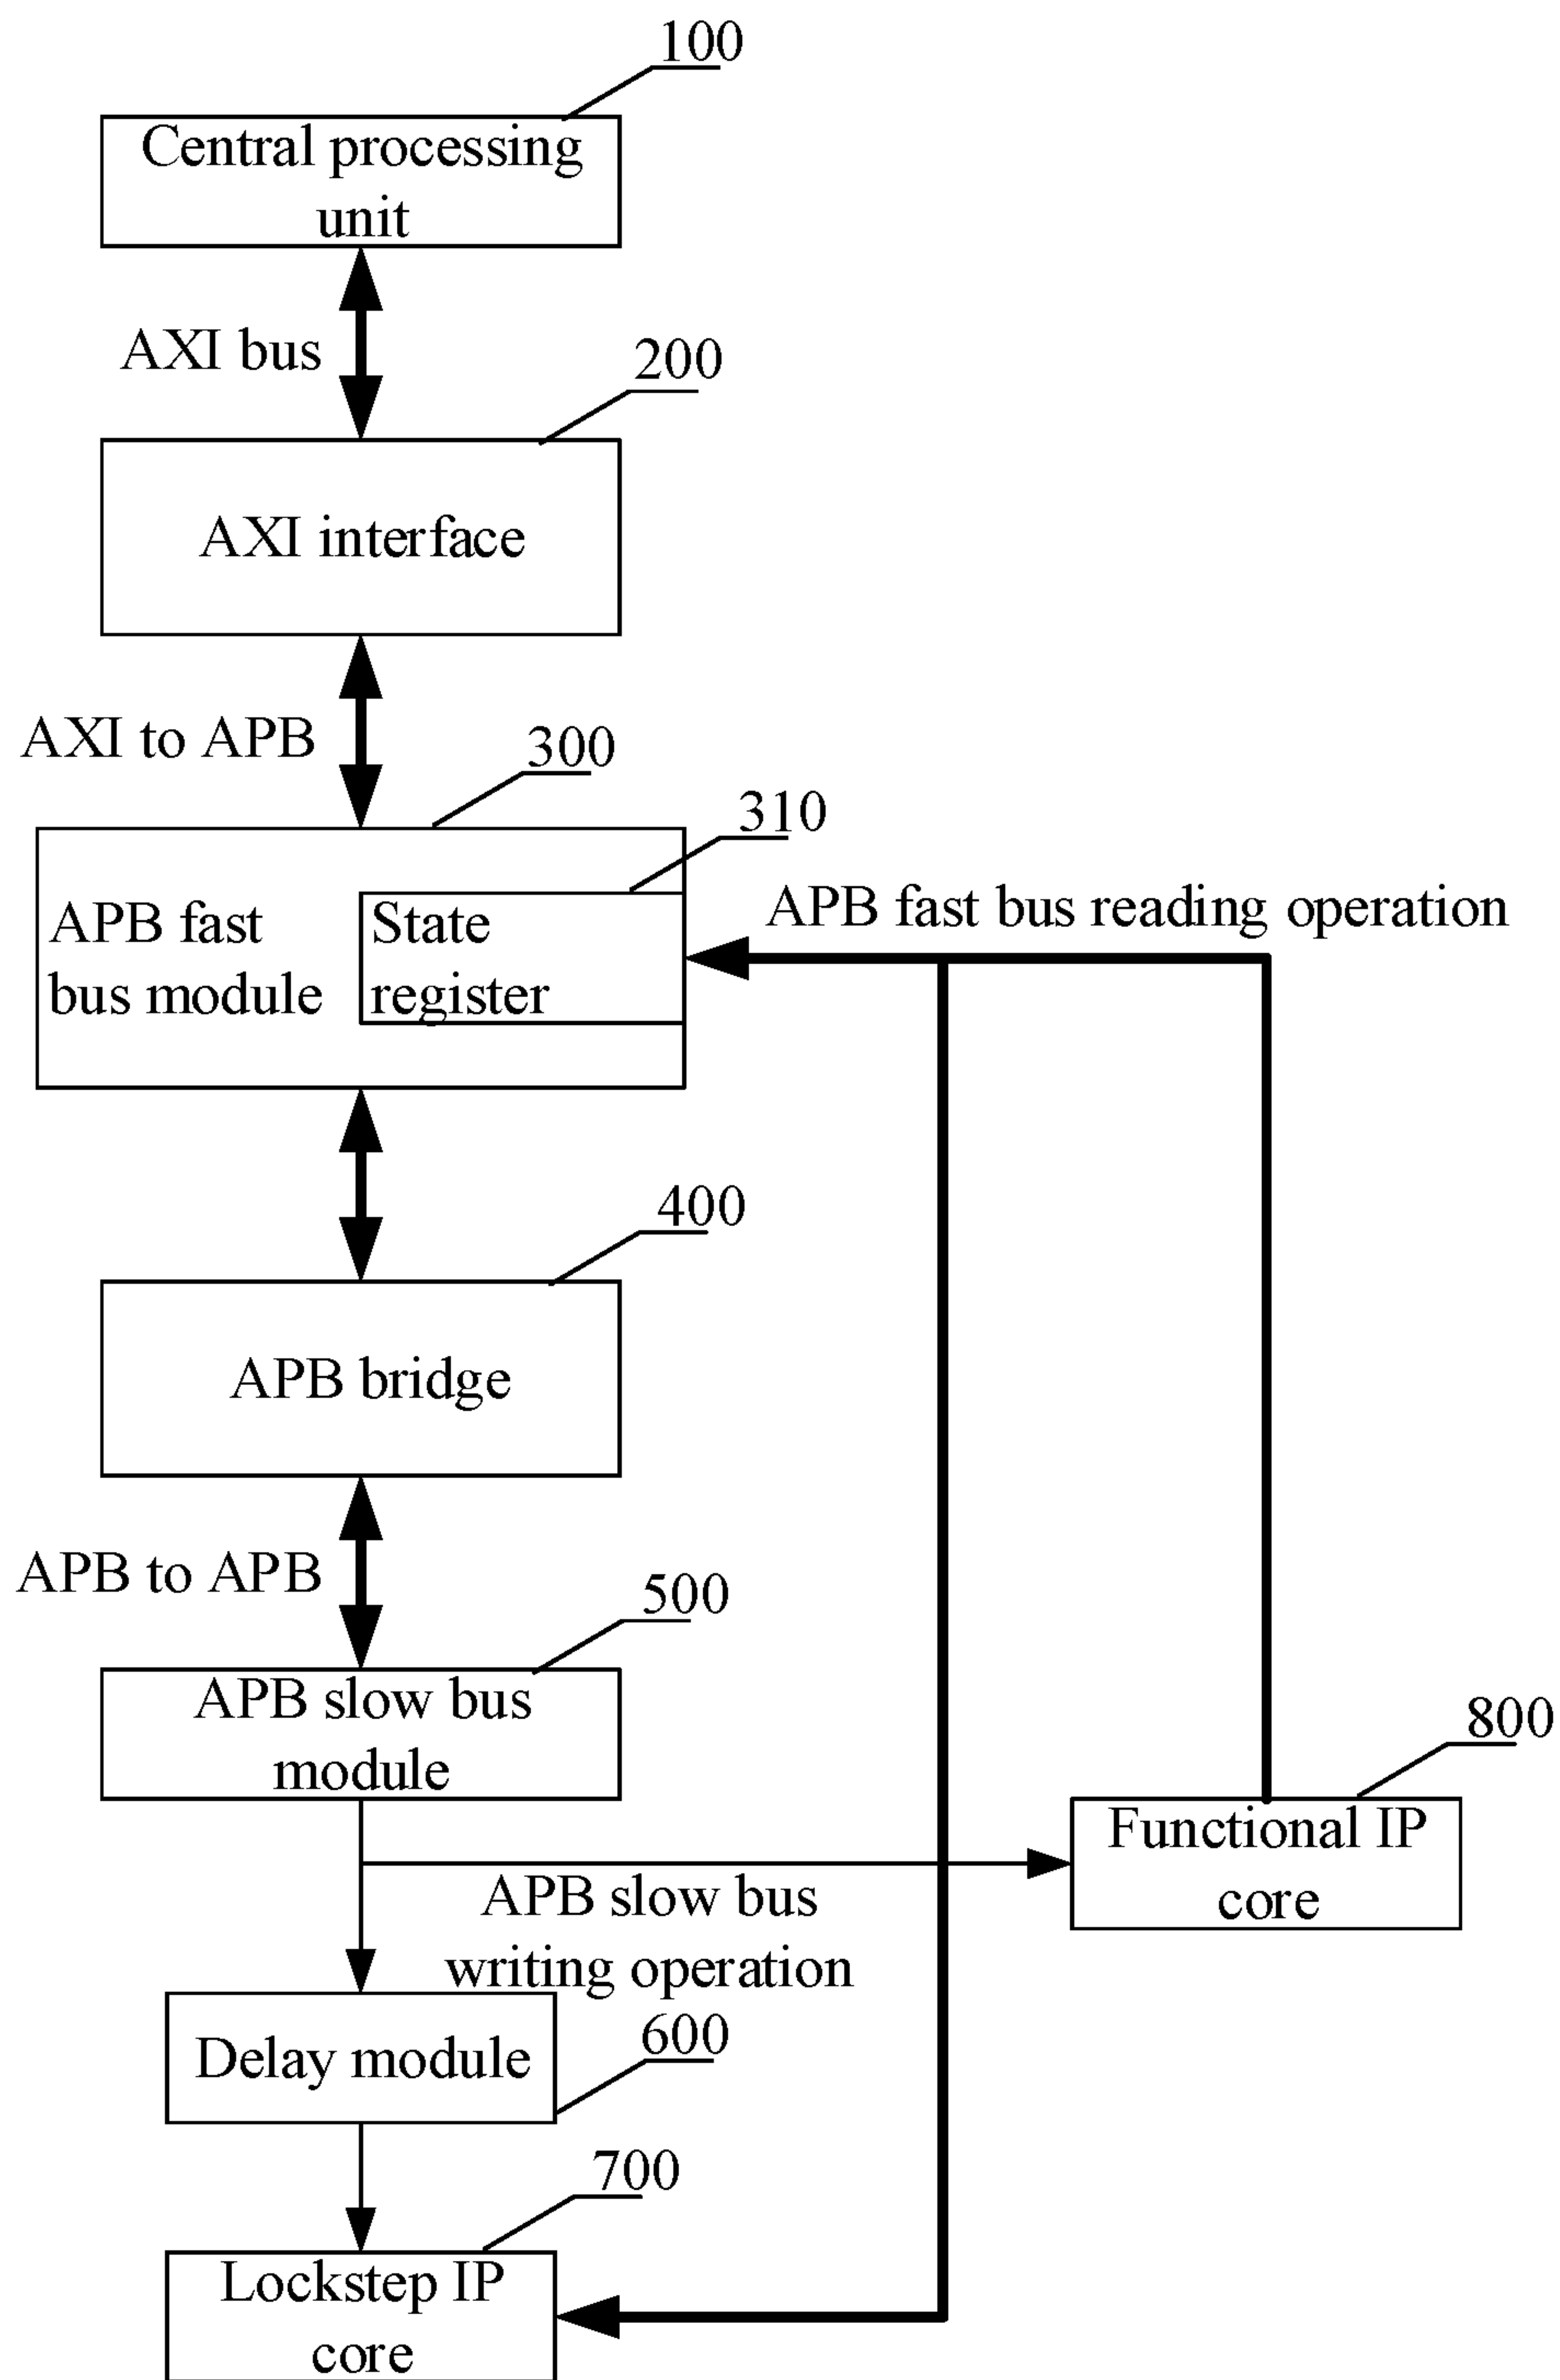 100
Central processing
unit
AXI bus
200
AXI interface
AXI to APB
300
310
APB fast
bus module
State
register
APB fast bus reading operation
400
APB bridge
APB to APB
500
APB slow bus
module
800
Functional IP
core
APB slow bus
writing operation
600
Delay module
700
Lockstep IP
core